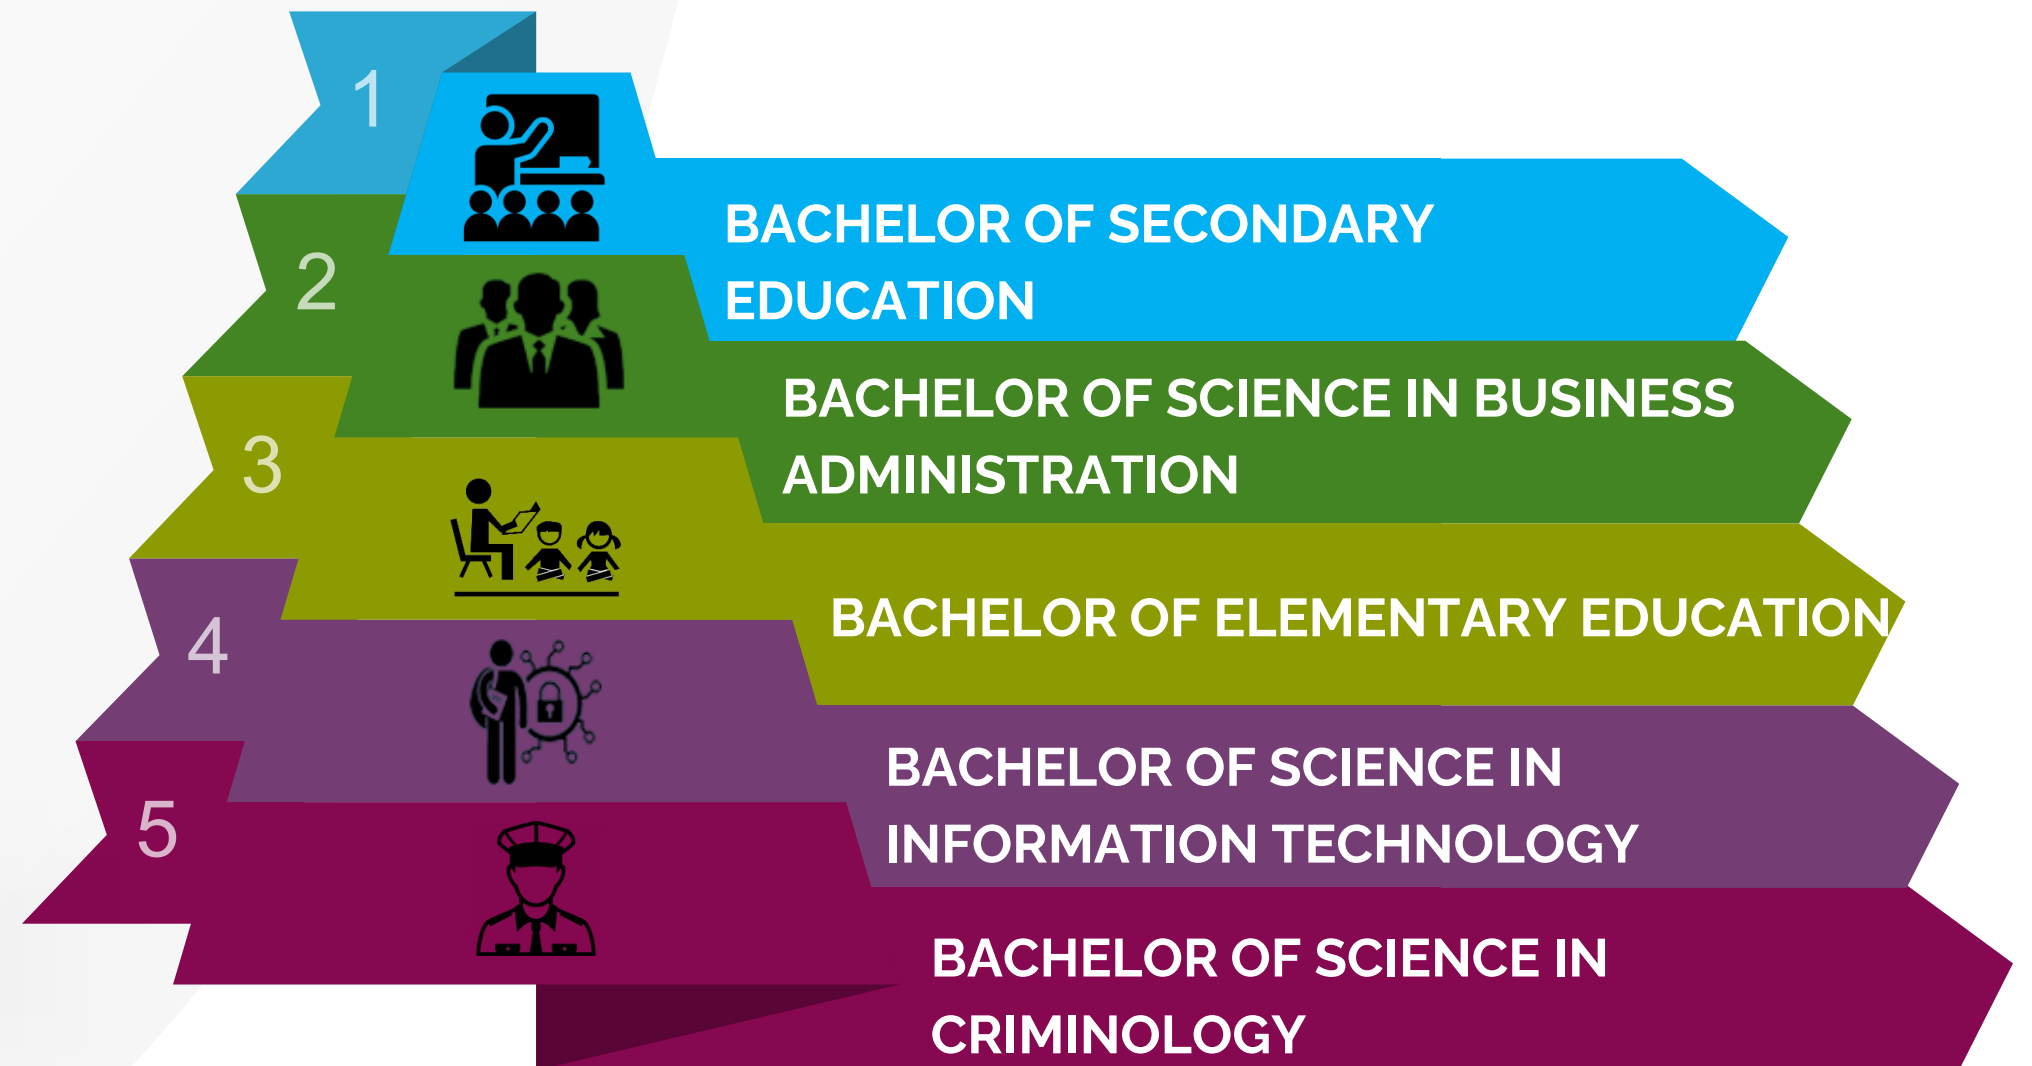 1
BACHELOR OF SECONDARY
EDUCATION
2
BACHELOR OF SCIENCE IN BUSINESS
ADMINISTRATION
3
BACHELOR OF ELEMENTARY EDUCATION
4
BACHELOR OF SCIENCE IN
INFORMATION TECHNOLOGY
5
BACHELOR OF SCIENCE IN
CRIMINOLOGY